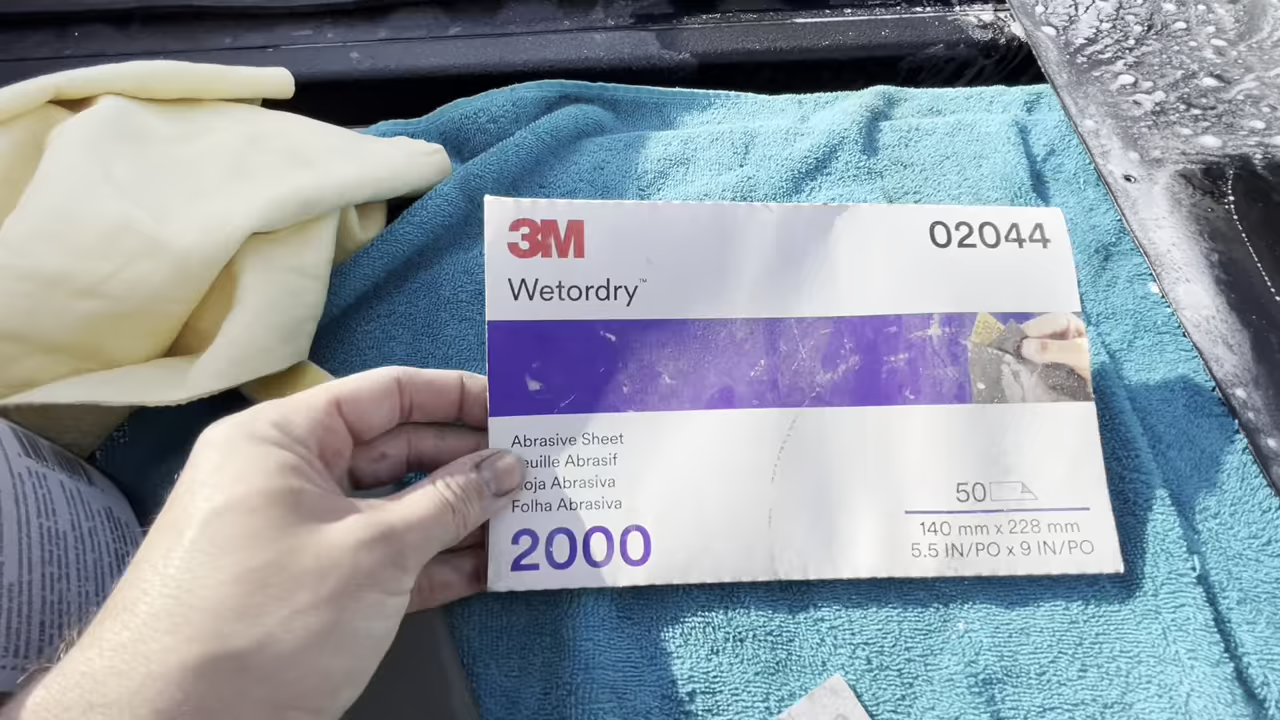 3M
02044
Wetordry™
Abrasive Sheet
euille Abrasif
oja Abrasiva
Folha Abrasiva
2000
50
140 mm x 228 mm
5.5 IN/PO x 9 IN/PO